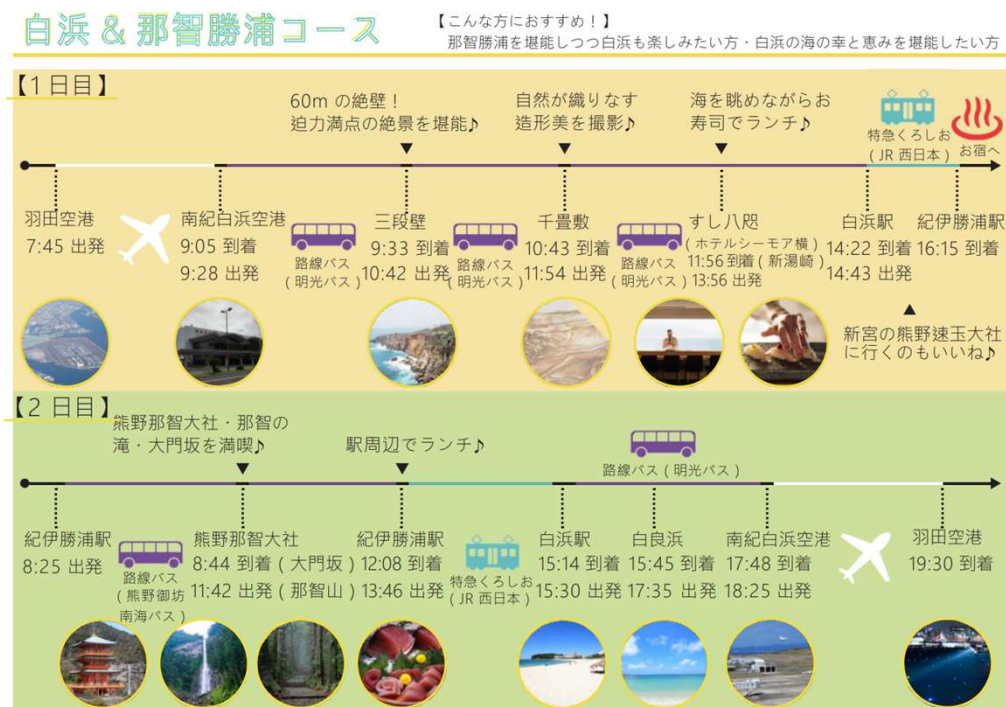 白浜 & 那智勝浦コース
【こんな方におすすめ!】
那智勝浦を堪能しつつ白浜も楽しみたい方・白浜の海の幸と恵みを堪能したい方
【1日目】
60m の絶壁!
迫力満点の絶景を堪能♪
自然が織りなす
造形美を撮影♪
海を眺めながらお
寿司でランチ♪
特急くろしお
(JR 西日本)
お宿へ
羽田空港
7:45 出発
南紀白浜空港
9:05 到着
9:28 出発
路線バス
(明光バス)
三段壁
9:33 到着
10:42 出発
路線バス
(明光バス)
千畳敷
10:43 到着
11:54 出発
路線バス
(明光バス)
すし八咫
(ホテルシーモア横)
11:56 到着(新湯崎)
13:56 出発
白浜駅
14:22 到着
14:43 出発
紀伊勝浦駅
16:15 到着
新宮の熊野速玉大社
に行くのもいいね♪
【2日目】
熊野那智大社・那智の
滝・大門坂を満喫♪
駅周辺でランチ♪
路線バス(明光バス)
紀伊勝浦駅
8:25 出発
路線バス
(熊野御坊
南海バス)
熊野那智大社
8:44 到着(大門坂)
11:42 出発(那智山)
紀伊勝浦駅
12:08 到着
13:46 出発
特急くろしお
(JR 西日本)
白浜駅
15:14 到着
15:30 出発
白良浜
15:45 到着
17:35 出発
南紀白浜空港
17:48 到着
18:25 出発
羽田空港
19:30 到着